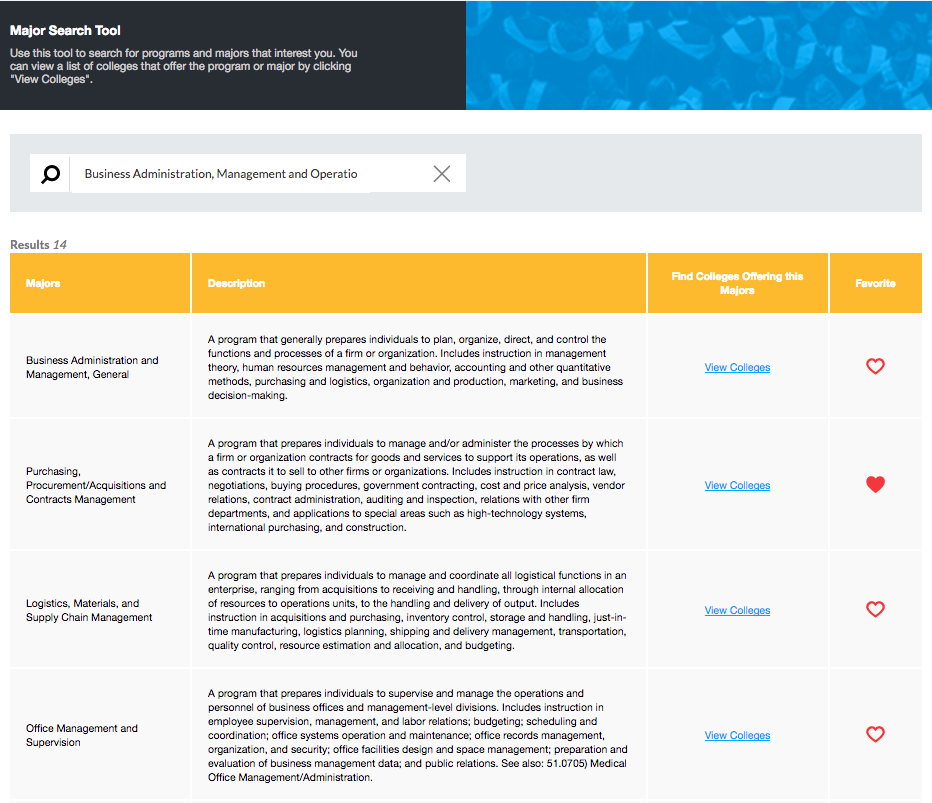 Major Search Tool
Use this tool to search for programs and majors that interest you. You
can view a list of colleges that offer the program or major by clicking
"View Colleges".
Business Administration, Management and Operatio
Results 14
Majors
Description
Find Colleges Offering this
Majors
Favorite
Business Administration and
Management, General
A program that generally prepares individuals to plan, organize, direct, and control the
functions and processes of a firm or organization. Includes instruction in management
theory, human resources management and behavior, accounting and other quantitative
methods, purchasing and logistics, organization and production, marketing, and business
decision-making.
View Colleges
Purchasing,
Procurement/Acquisitions and
Contracts Management
A program that prepares individuals to manage and/or administer the processes by which
a firm or organization contracts for goods and services to support its operations, as well
as contracts it to sell to other firms or organizations. Includes instruction in contract law,
negotiations, buying procedures, government contracting, cost and price analysis, vendor
relations, contract administration, auditing and inspection, relations with other firm
departments, and applications to special areas such as high-technology systems,
international purchasing, and construction.
View Colleges
Logistics, Materials, and
Supply Chain Management
A program that prepares individuals to manage and coordinate all logistical functions in an
enterprise, ranging from acquisitions to receiving and handling, through internal allocation
of resources to operations units, to the handling and delivery of output. Includes
instruction in acquisitions and purchasing, inventory control, storage and handling, just-in-
time manufacturing, logistics planning, shipping and delivery management, transportation,
quality control, resource estimation and allocation, and budgeting.
View Colleges
Office Management and
Supervision
A program that prepares individuals to supervise and manage the operations and
personnel of business offices and management-level divisions. Includes instruction in
employee supervision, management, and labor relations; budgeting; scheduling and
coordination; office systems operation and maintenance; office records management,
organization, and security; office facilities design and space management; preparation and
evaluation of business management data; and public relations. See also: 51.0705) Medical
Office Management/Administration.
View Colleges